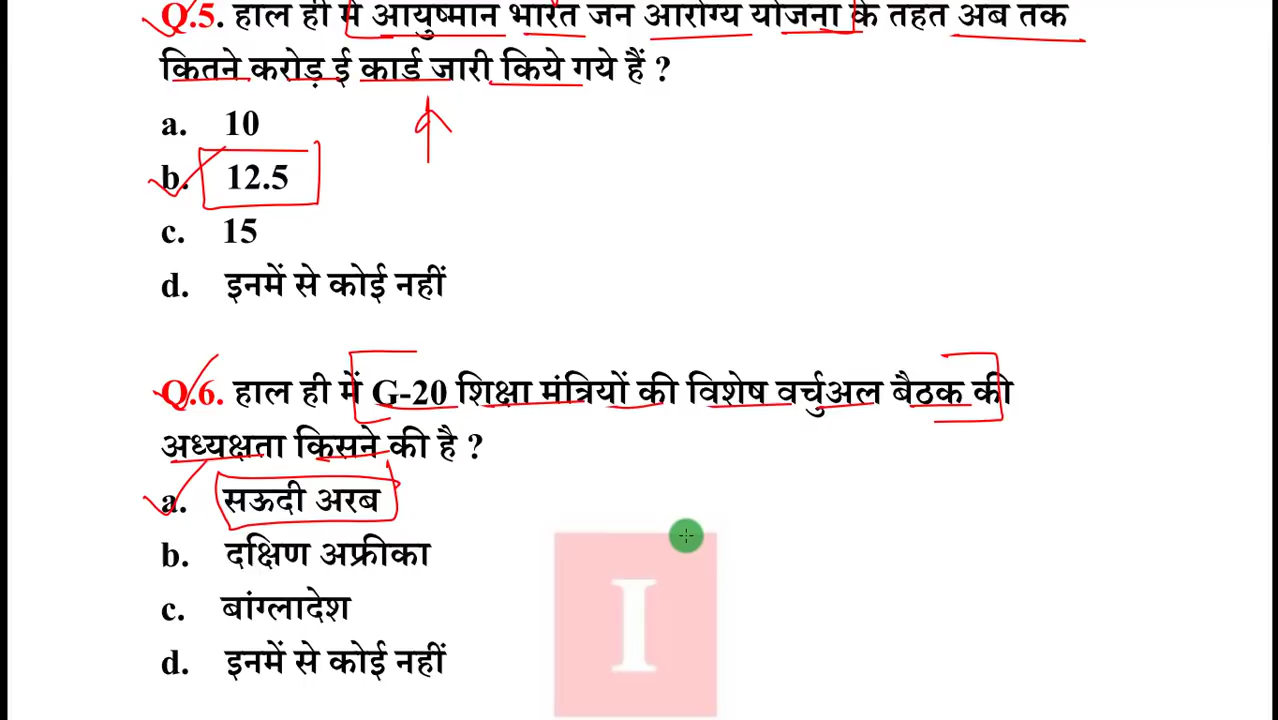 Q.5. हाल ही में आयुष्मान भारत जन आरोग्य योजना के तहत अब तक
कितने करोड़ ई कार्ड जारी किये गये हैं ?
a. 10
b. 12.5
c. 15
d. इनमें से कोई नहीं
Q.6. हाल ही में G-20 शिक्षा मंत्रियों की विशेष वर्चुअल बैठक की
अध्यक्षता किसने की है ?
a. सऊदी अरब
b. दक्षिण अफ्रीका
c. बांग्लादेश
d. इनमें से कोई नहीं
I